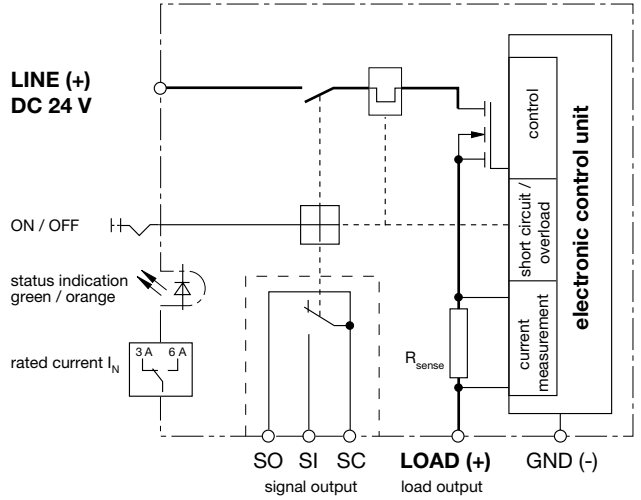 LINE (+)
DC 24 V
ON / OFF
status indication
green / orange
rated current I_N
3 A 6 A
control
short circuit /
overload
current
measurement
electronic control unit
R_sense
SO SI SC LOAD (+) GND (-)
signal output load output